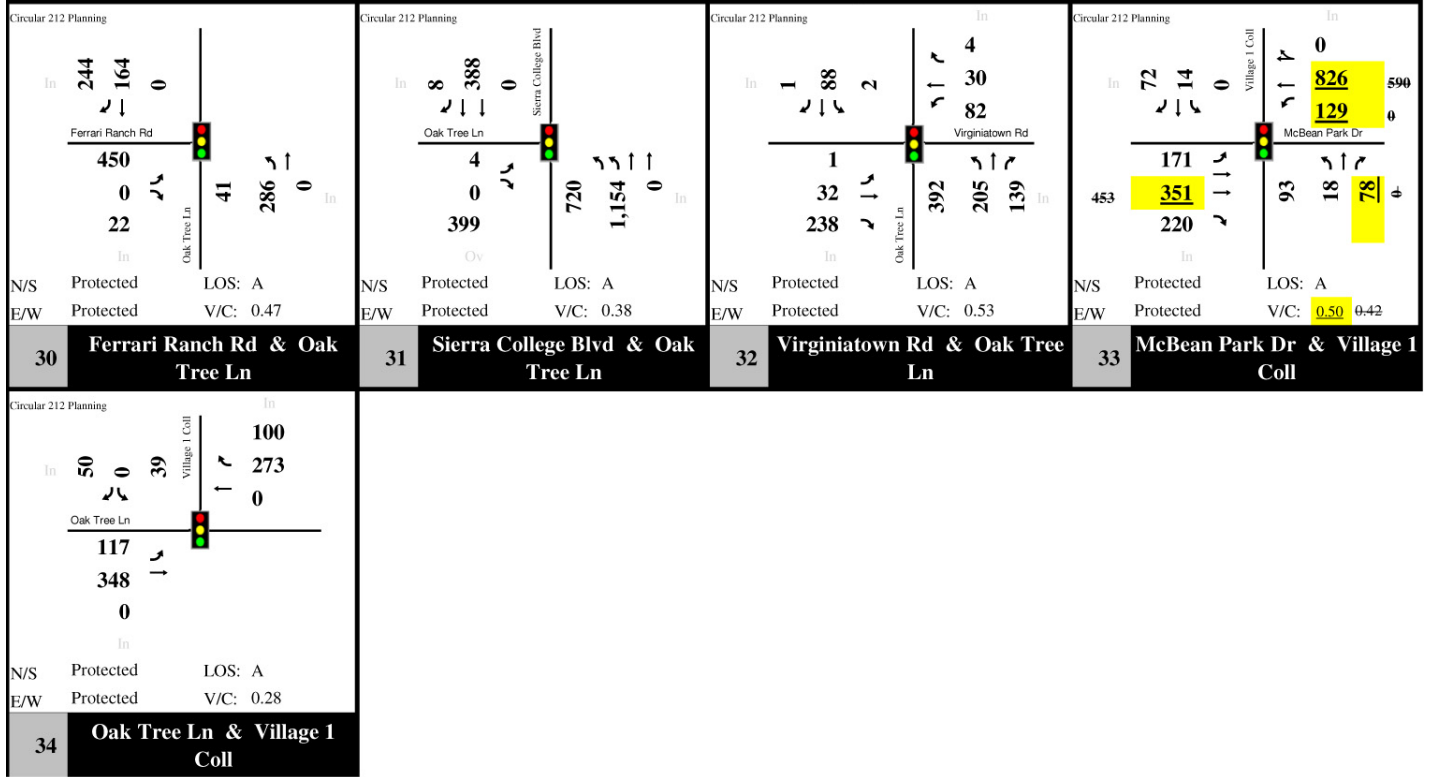 Circular 212 Planning
In
244
164
0
Ferrari Ranch Rd
450
0
22
41
286
0
In
Oak Tree Ln
In
N/S Protected LOS: A
E/W Protected V/C: 0.47
30
Ferrari Ranch Rd & Oak
Tree Ln
Circular 212 Planning
In
8
388
0
Sierra College Blvd
Oak Tree Ln
4
0
399
720
1,154
0
In
Ov
N/S Protected LOS: A
E/W Protected V/C: 0.38
31
Sierra College Blvd & Oak
Tree Ln
Circular 212 Planning
In
In
1
88
2
4
30
82
Virginiatown Rd
1
32
238
392
205
139
In
Oak Tree Ln
In
N/S Protected LOS: A
E/W Protected V/C: 0.53
32
Virginiatown Rd & Oak Tree
Ln
Circular 212 Planning
In
In
72
14
0
Village 1 Coll
0
826 590
129 0
McBean Park Dr
171
453 351
220
93
18
78
0
In
N/S Protected LOS: A
E/W Protected V/C: 0.50 0.42
33
McBean Park Dr & Village 1
Coll
Circular 212 Planning
In
In
50
0
39
Village 1 Coll
100
273
0
Oak Tree Ln
117
348
0
In
N/S Protected LOS: A
E/W Protected V/C: 0.28
34
Oak Tree Ln & Village 1
Coll